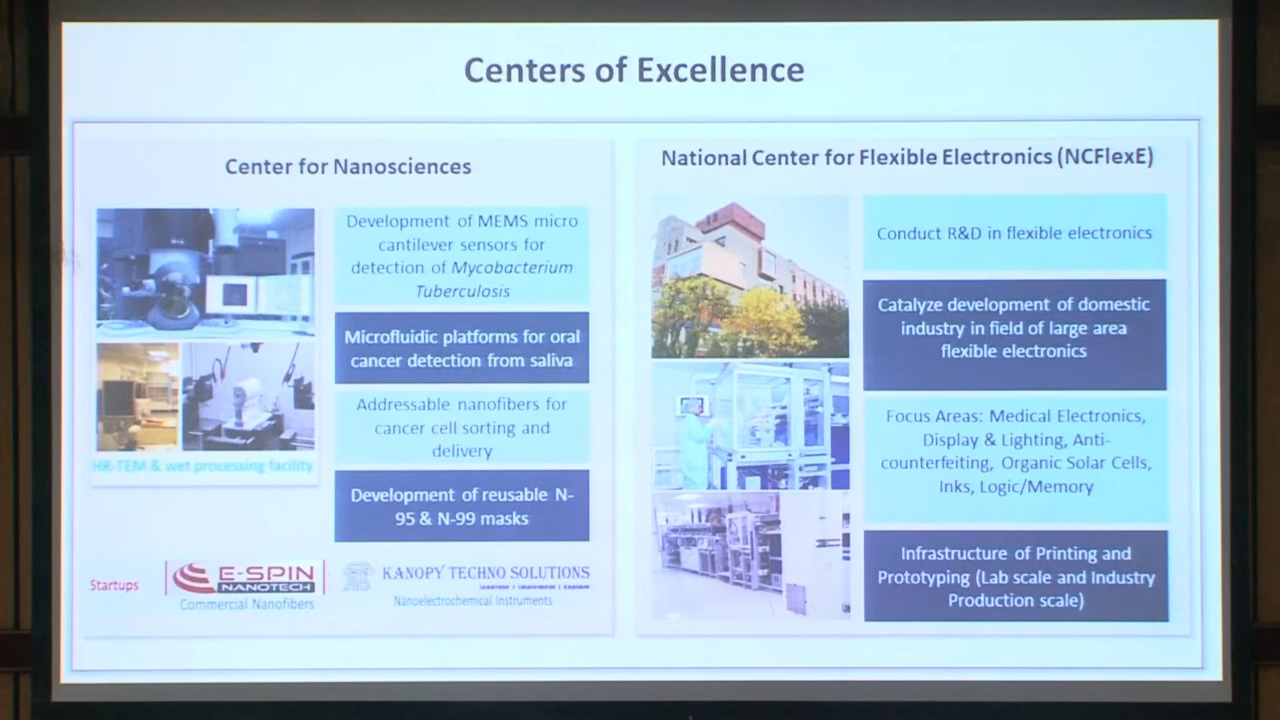 Centers of Excellence
Center for Nanosciences
Development of MEMS micro
cantilever sensors for
detection of Mycobacterium
Tuberculosis
Microfluidic platforms for oral
cancer detection from saliva
Addressable nanofibers for
cancer cell sorting and
delivery
Development of reusable N-
95 & N-99 masks
HR-TEM & wet processing facility
Startups
E-SPIN
NANOTECH
Commercial Nanofibers
KANOPY TECHNO SOLUTIONS
Nanoelectrochemical Instruments
National Center for Flexible Electronics (NCFlexE)
Conduct R&D in flexible electronics
Catalyze development of domestic
industry in field of large area
flexible electronics
Focus Areas: Medical Electronics,
Display & Lighting, Anti-
counterfeiting, Organic Solar Cells,
Inks, Logic/Memory
Infrastructure of Printing and
Prototyping (Lab scale and Industry
Production scale)